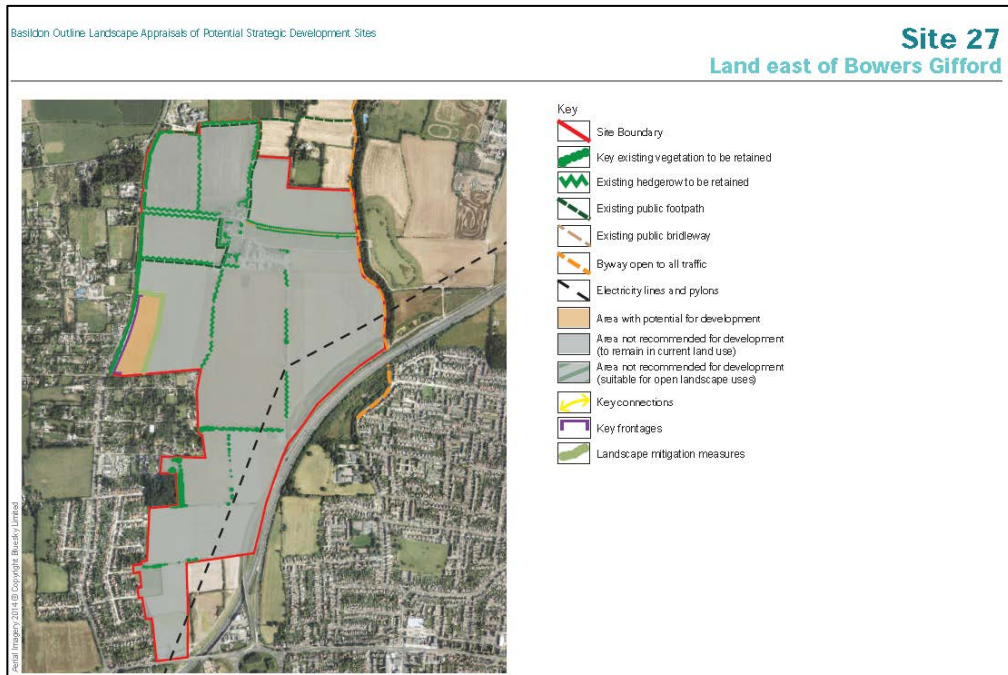 Basildon Outline Landscape Appraisals of Potential Strategic Development Sites
Site 27
Land east of Bowers Gifford
Key
Site Boundary
Key existing vegetation to be retained
Existing hedgerow to be retained
Existing public footpath
Existing public bridleway
Byway open to all traffic
Electricity lines and pylons
Area with potential for development
Area not recommended for development
(to remain in current land use)
Area not recommended for development
(suitable for open landscape uses)
Key connections
Key frontages
Landscape mitigation measures
Aerial Imagery 2014 © Copyright Bluesky Limited